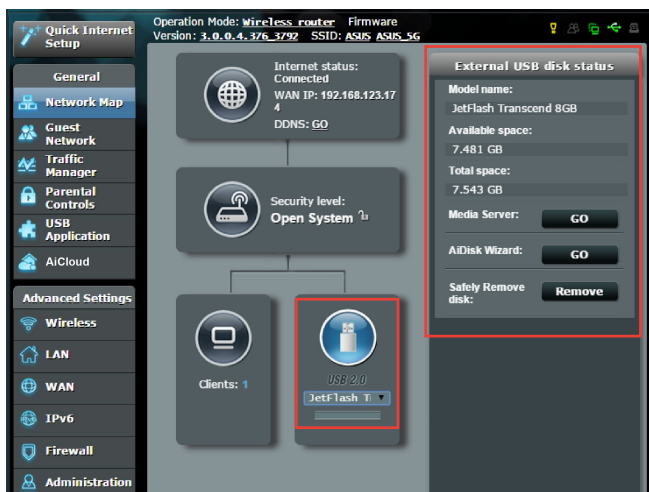 Quick Internet
Setup
Operation Mode: Wireless router Firmware
Version: 3.0.0.4.376_3792 SSID: ASUS ASUS_5G
General
Network Map
Guest
Network
Traffic
Manager
Parental
Controls
USB
Application
AiCloud
Advanced Settings
Wireless
LAN
WAN
IPv6
Firewall
Administration
Internet status:
Connected
WAN IP: 192.168.123.17
4
DDNS: GO
Security level:
Open System
Clients: 1
USB 2.0
JetFlash
External USB disk status
Model name:
JetFlash Transcend 8GB
Available space:
7.481 GB
Total space:
7.543 GB
Media Server: GO
AiDisk Wizard: GO
Safely Remove
disk:
Remove